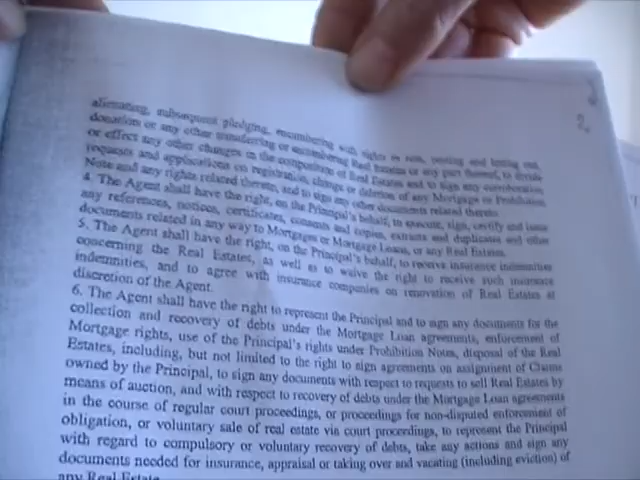 2.
alienating, subsequent pledging, encumbering with rights in rem, renting and letting out,
donation or any other transferring or encumbering Real Estates or any part thereof, to divide
or effect any other changes in the composition of Real Estates and to sign any corroboration
requests and applications on registration, change or deletion of any Mortgage or Prohibition
Note and any rights related thereto, and to sign any other documents related thereto.
4. The Agent shall have the right, on the Principal's behalf, to execute, sign, certify and issue
any references, notices, certificates, consents and copies, extracts and duplicates and other
documents related in any way to Mortgages or Mortgage Loans, or any Real Estates.
5. The Agent shall have the right, on the Principal's behalf, to receive insurance indemnities
concerning the Real Estates, as well as to waive the right to receive such insurance
indemnities, and to agree with insurance companies on renovation of Real Estates at
discretion of the Agent.
6. The Agent shall have the right to represent the Principal and to sign any documents for the
collection and recovery of debts under the Mortgage Loan agreements, enforcement of
Mortgage rights, use of the Principal's rights under Prohibition Notes, disposal of the Real
Estates, including, but not limited to the right to sign agreements on assignment of Claims
owned by the Principal, to sign any documents with respect to requests to sell Real Estates by
means of auction, and with respect to recovery of debts under the Mortgage Loan agreements
in the course of regular court proceedings, or proceedings for non-disputed enforcement of
obligation, or voluntary sale of real estate via court proceedings, to represent the Principal
with regard to compulsory or voluntary recovery of debts, take any actions and sign any
documents needed for insurance, appraisal or taking over and vacating (including eviction) of
any Real Estate